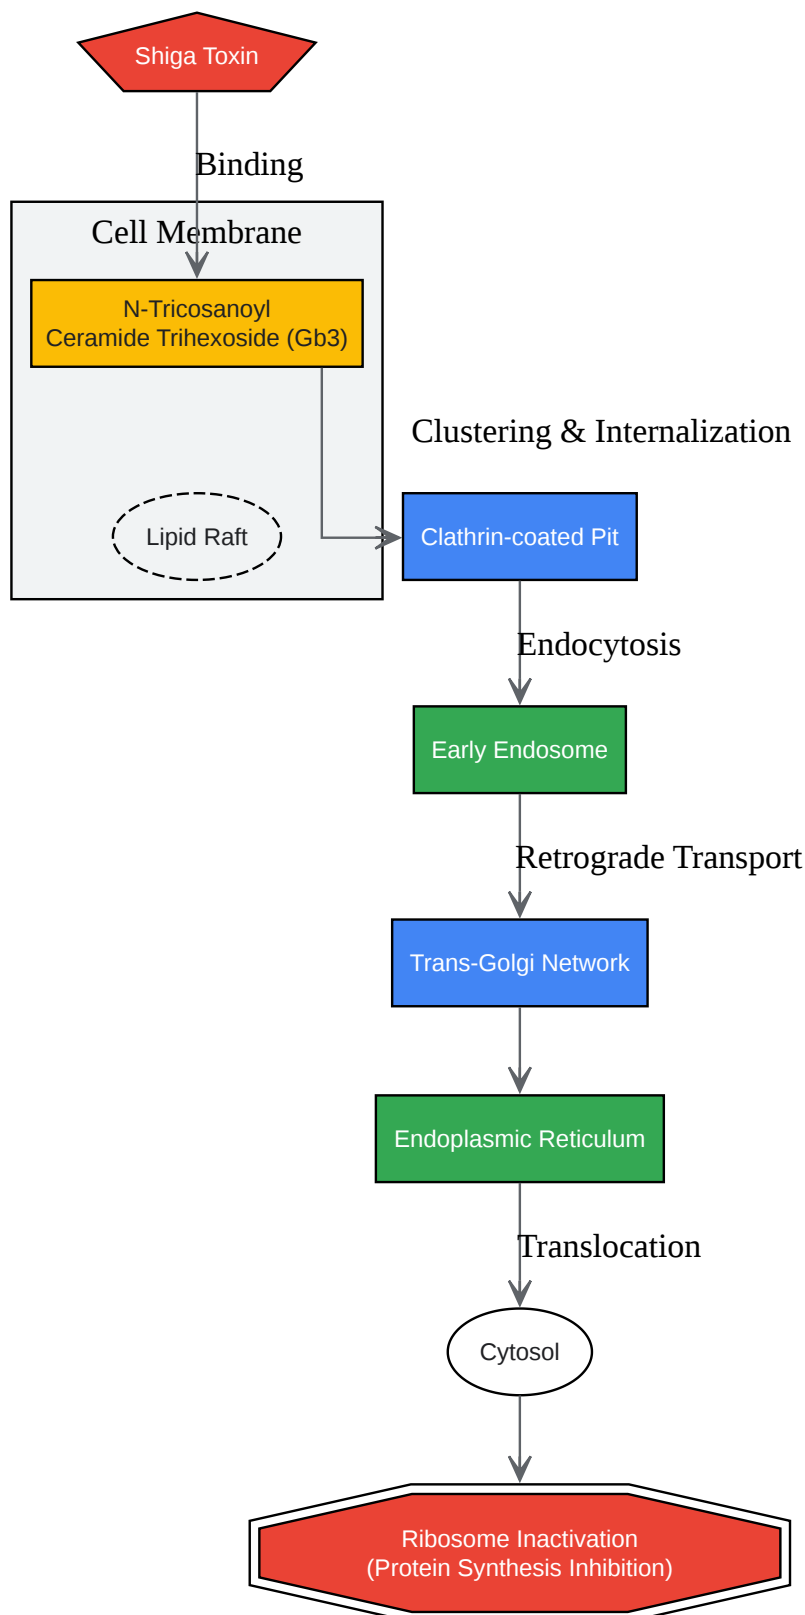 Shiga Toxin
Binding
Cell Membrane
N-Tricosanoyl
Ceramide Trihexoside (Gb3)
Clustering & Internalization
Lipid Raft
Clathrin-coated Pit
Endocytosis
Early Endosome
Retrograde Transport
Trans-Golgi Network
Endoplasmic Reticulum
Translocation
Cytosol
Ribosome Inactivation
(Protein Synthesis Inhibition)